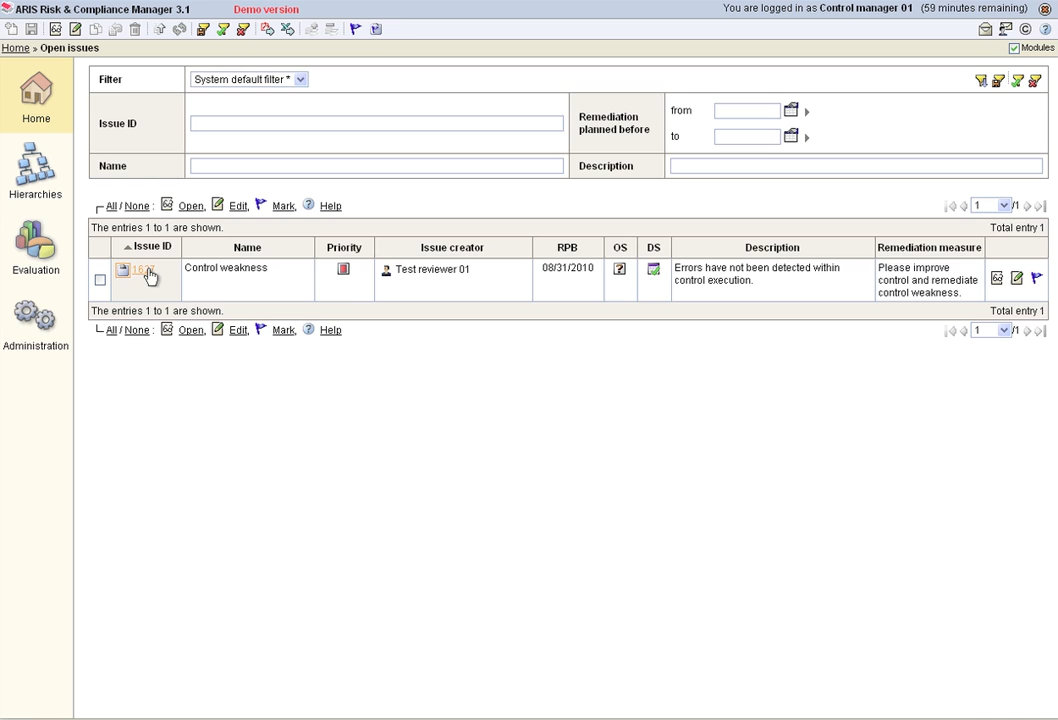 ARIS Risk & Compliance Manager 3.1 Demo version You are logged in as Control manager 01 (59 minutes remaining)
Home » Open issues Modules
Filter System default filter *
Issue ID Remediation planned before from
to
Name Description
Home
Hierarchies
Evaluation
Administration
All / None : Open, Edit, Mark, Help 1 /1
The entries 1 to 1 are shown. Total entry 1
Issue ID Name Priority Issue creator RPB OS DS Description Remediation measure
Control weakness Test reviewer 01 08/31/2010 Errors have not been detected within Please improve
control execution. control and remediate
control weakness.
The entries 1 to 1 are shown. Total entry 1
All / None : Open, Edit, Mark, Help 1 /1